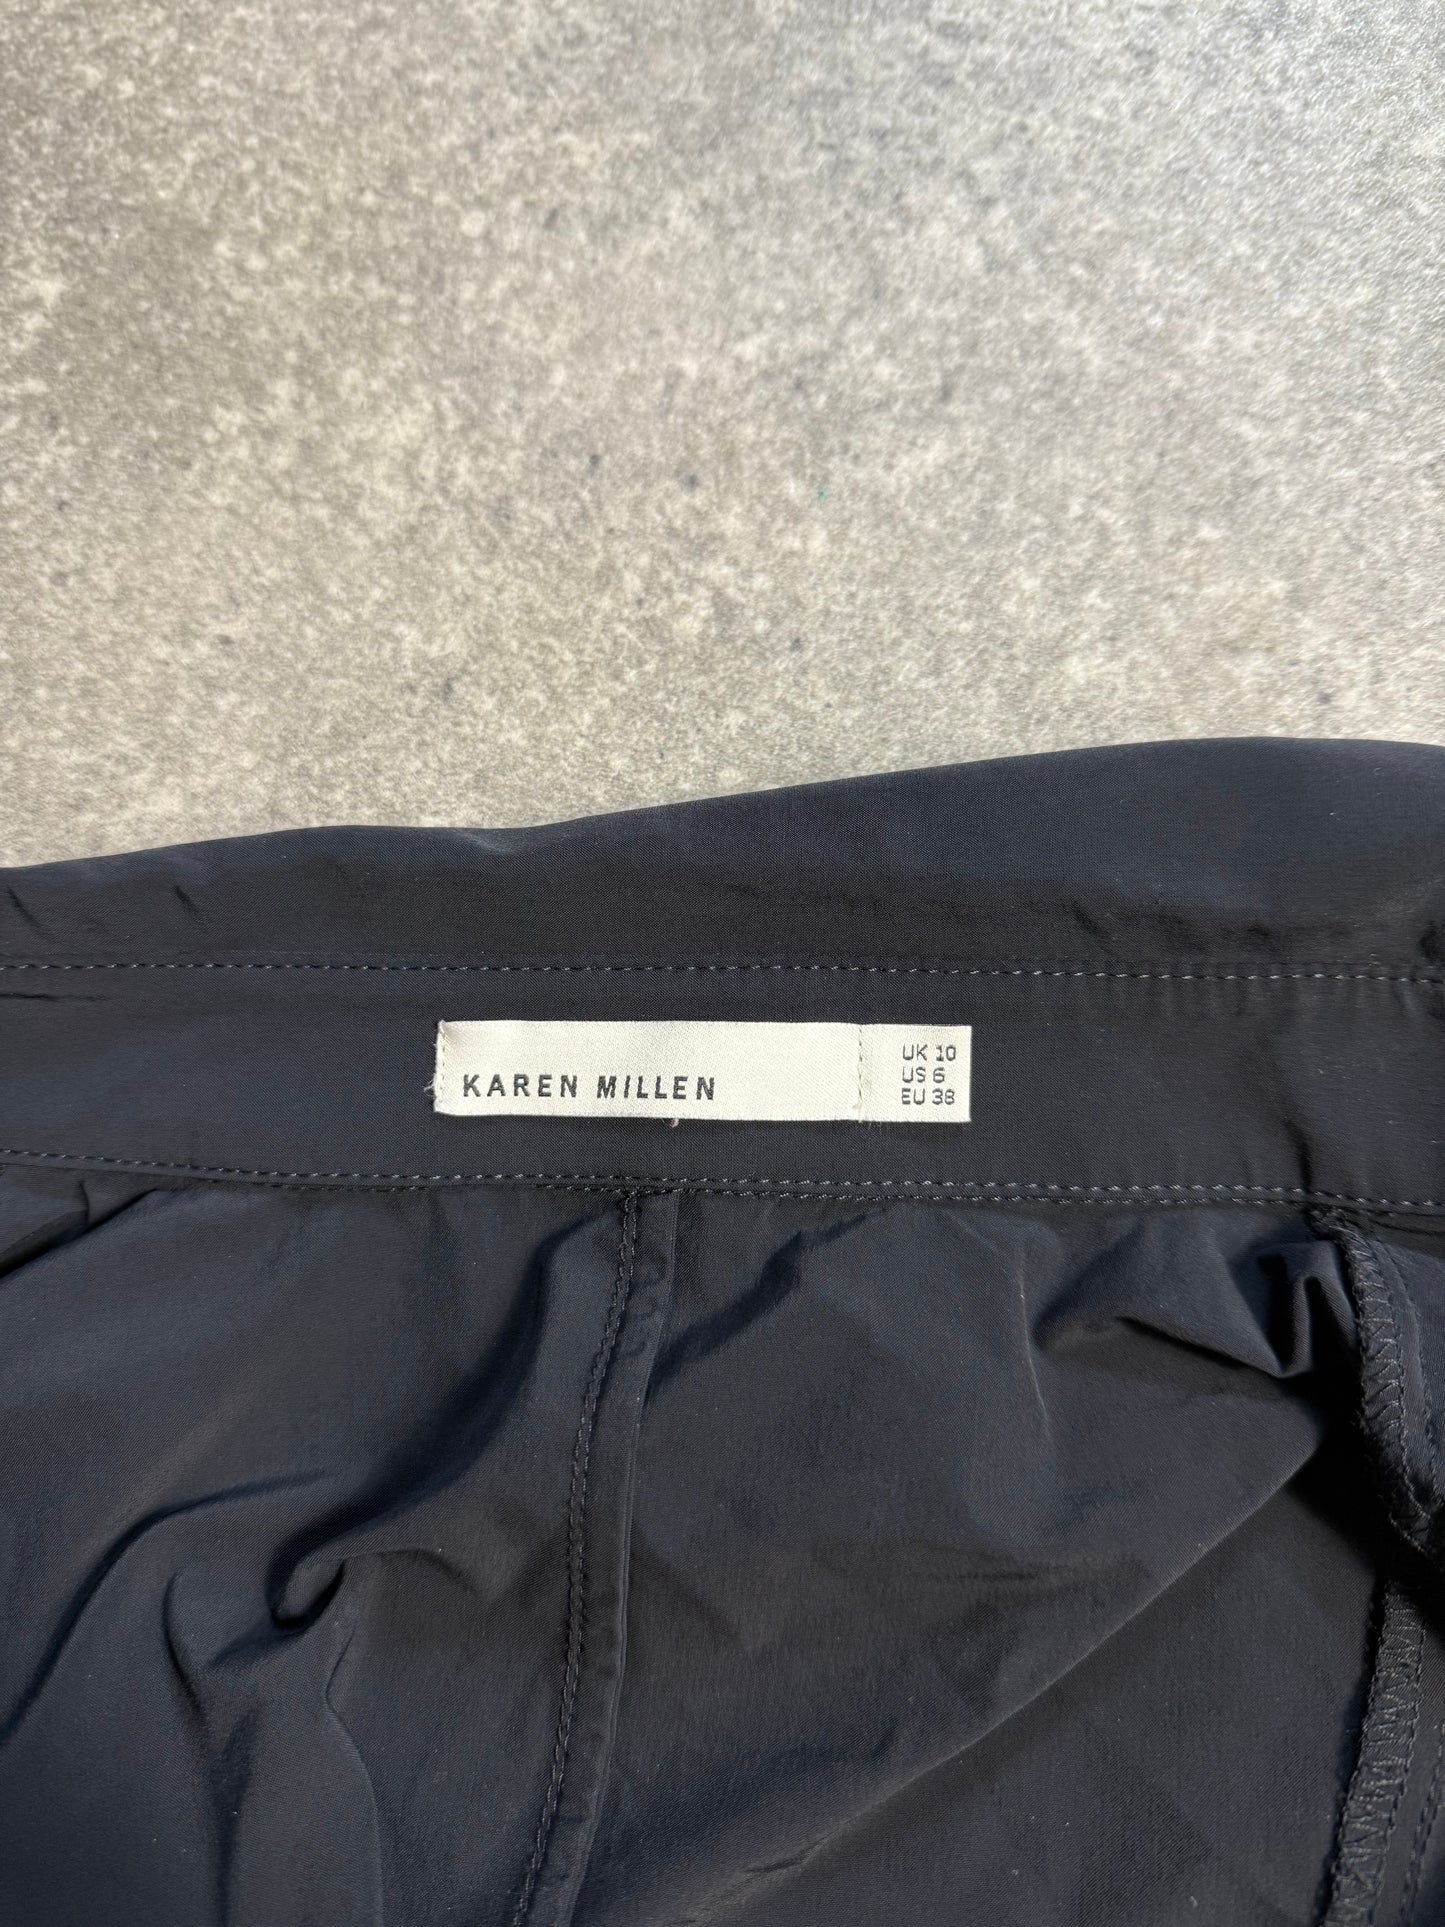 KAREN MILLEN
UK 10
US 6
EU 38